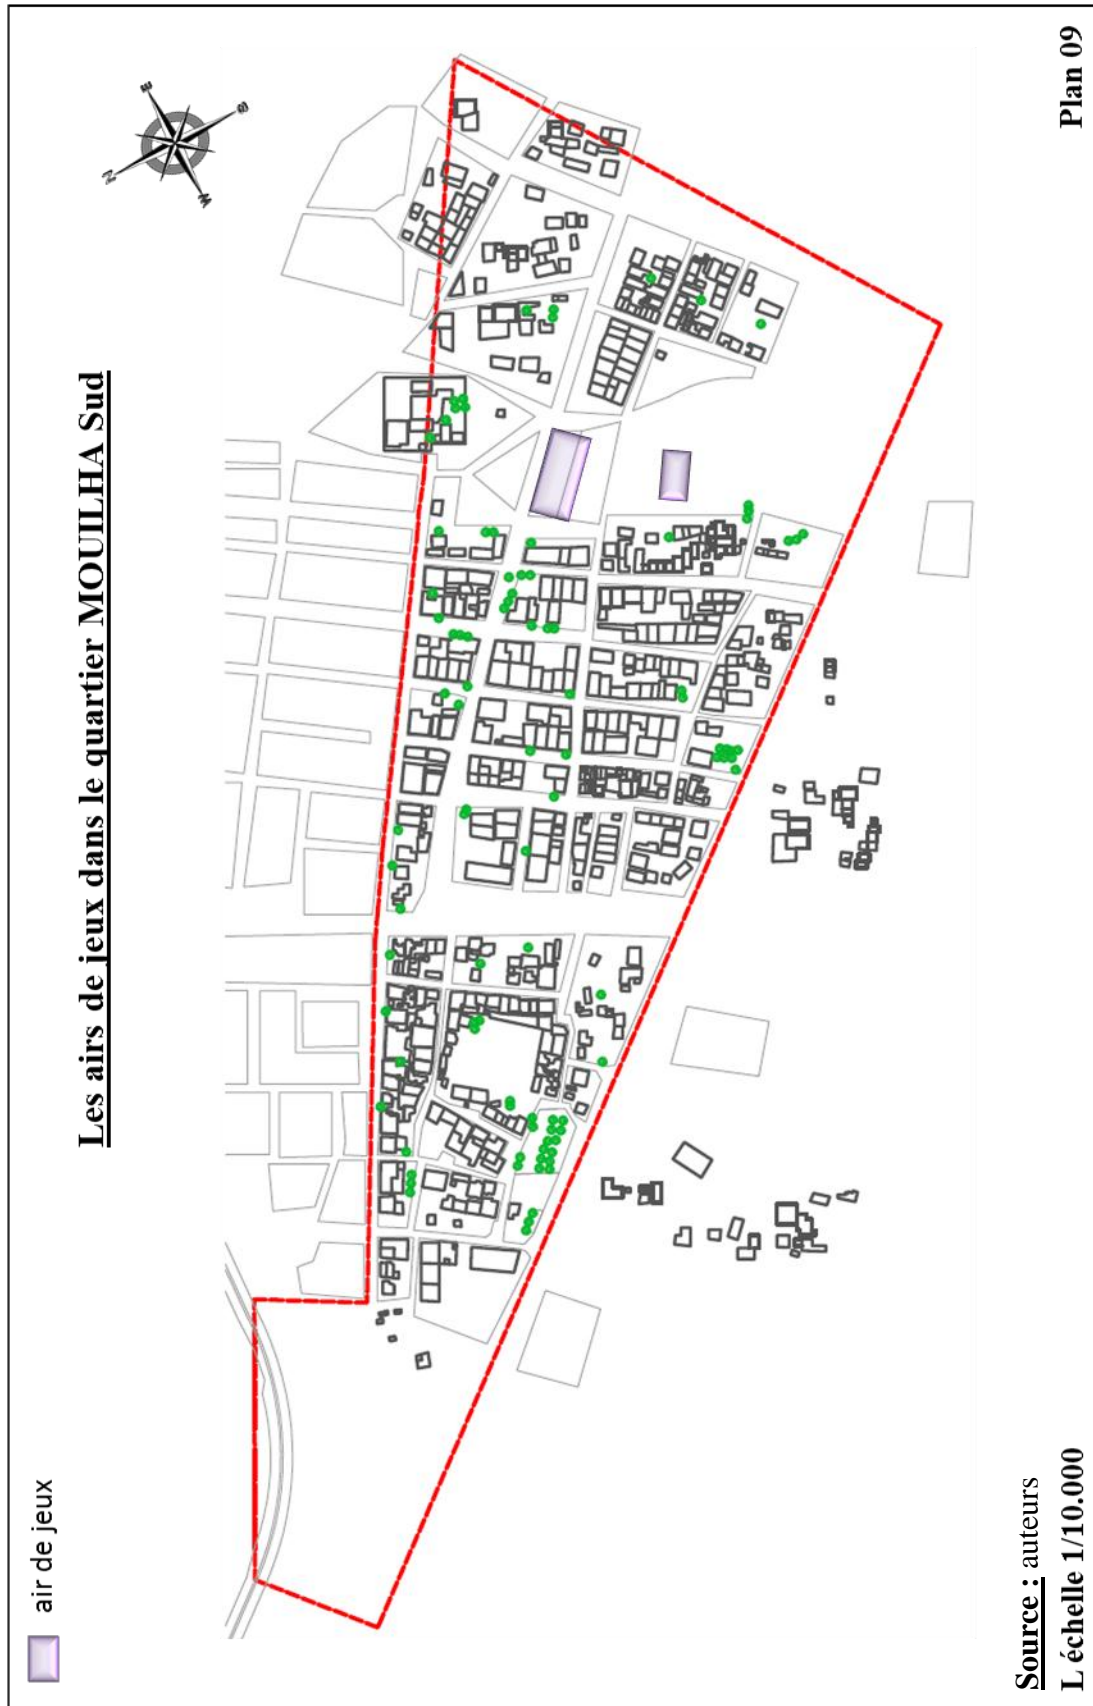 Les airs de jeux dans le quartier MOUILHA Sud
N
E
S
W
air de jeux
Source : auteurs
L échelle 1/10.000
Plan 09